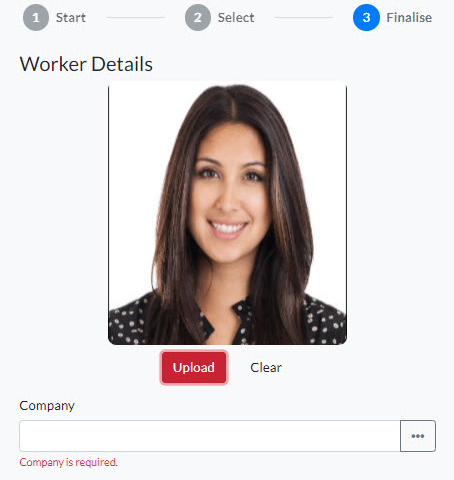 1 Start 2 Select 3 Finalise
Worker Details
Upload Clear
Company
•••
Company is required.